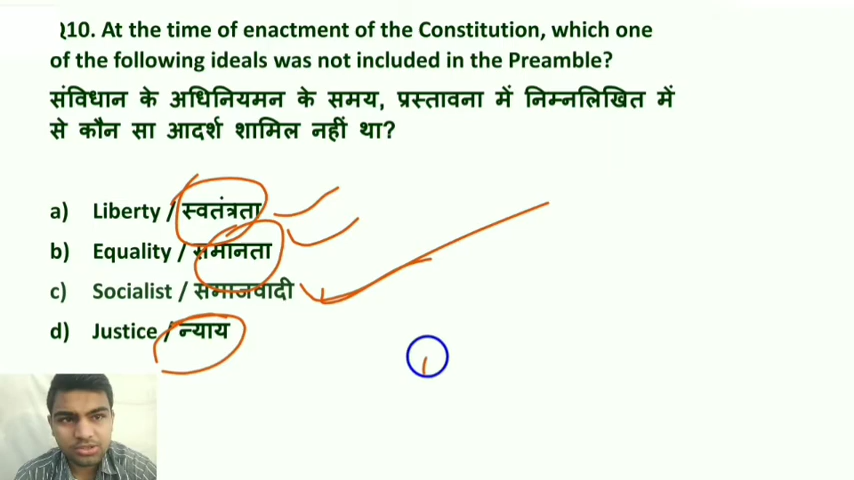 Q10. At the time of enactment of the Constitution, which one
of the following ideals was not included in the Preamble?
संविधान के अधिनियमन के समय, प्रस्तावना में निम्नलिखित में
से कौन सा आदर्श शामिल नहीं था?
a) Liberty / स्वतंत्रता
b) Equality / समानता
c) Socialist / समाजवादी
d) Justice / न्याय